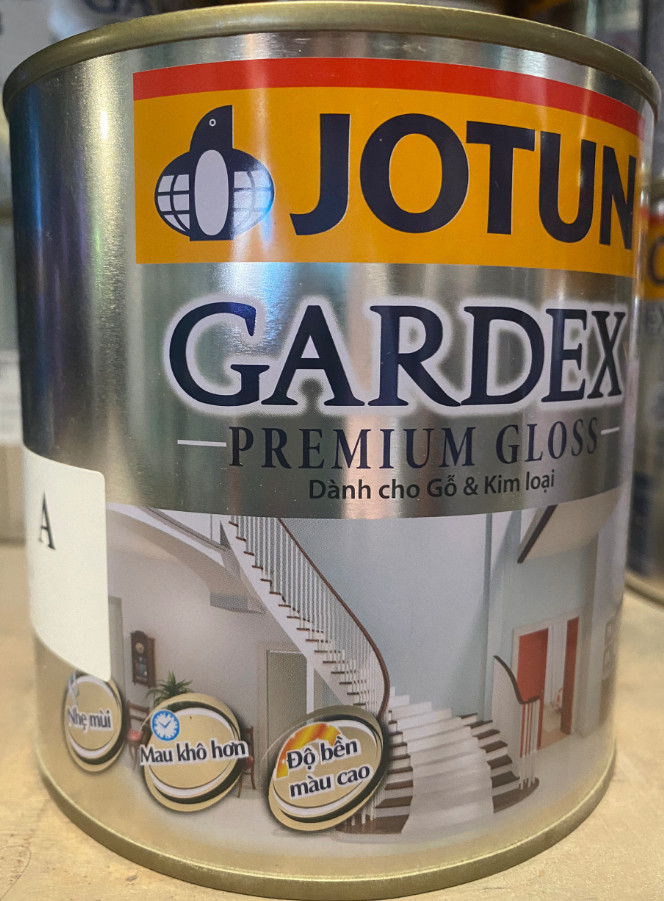 JOTUN
GARDEX
PREMIUM GLOSS
Dành cho Gỗ & Kim loại
A
Nhẹ mùi
Mau khô hơn
Độ bền
màu cao